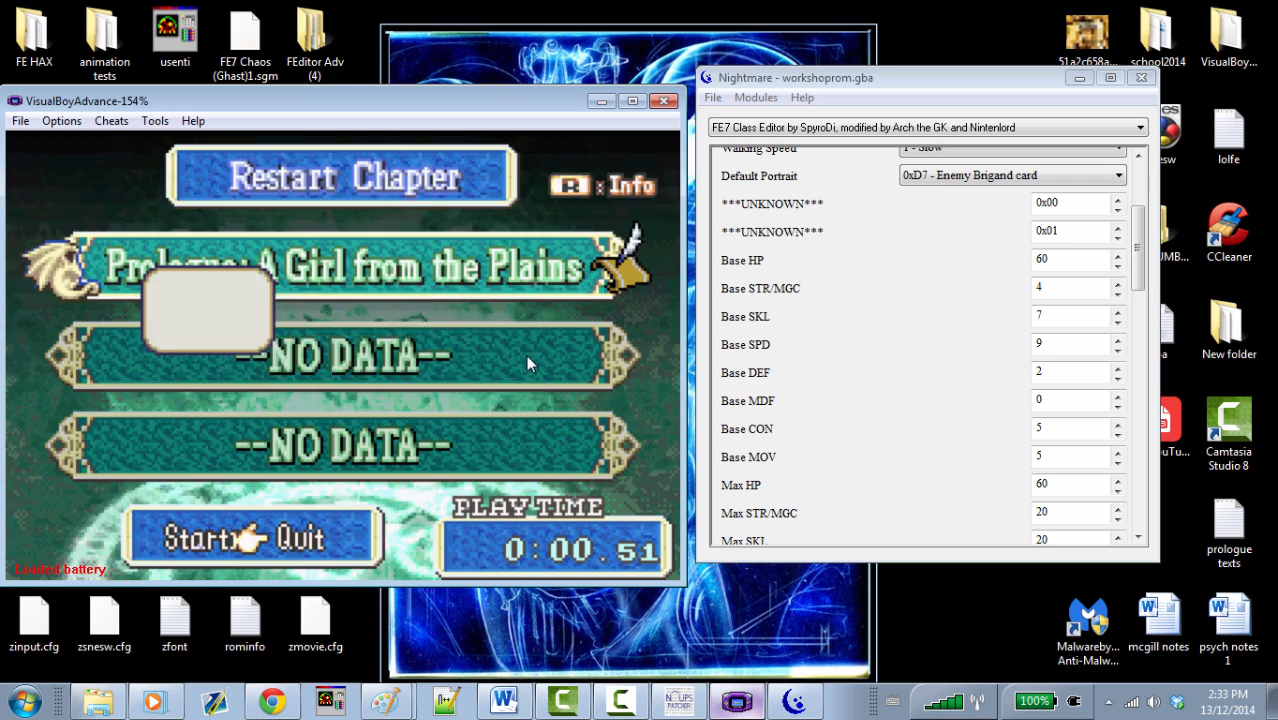 FE HAX
animation
tests
usenti
FE7 Chaos
(Ghast)1.sgm
FEditor Adv
(4)
51a2c658a...
school2014
VisualBoy...
VisualBoyAdvance-154%
File Options Cheats Tools Help
Restart Chapter
R : Info
Prologue: A Girl from the Plains
--NO DATA--
--NO DATA--
Start Quit
PLAY TIME
0:00.51
Loaded battery
Nightmare - workshoprom.gba
File Modules Help
FE7 Class Editor by SpyroDi, modified by Arch the GK and Nintenlord
Walking Speed 1 - Slow
Default Portrait 0xD7 - Enemy Brigand card
***UNKNOWN*** 0x00
***UNKNOWN*** 0x01
Base HP 60
Base STR/MGC 4
Base SKL 7
Base SPD 9
Base DEF 2
Base MDF 0
Base CON 5
Base MOV 5
Max HP 60
Max STR/MGC 20
Max SKL 20
esw
lolfe
UMB...
CCleaner
New folder
ouTu...
Camtasia
Studio 8
prologue
texts
zinput.cfg
zsnesw.cfg
zfont
rominfo
zmovie.cfg
Malwareby...
Anti-Malw...
mcgill notes
psych notes
1
NUPS
PATCHER
100%
2:33 PM
13/12/2014